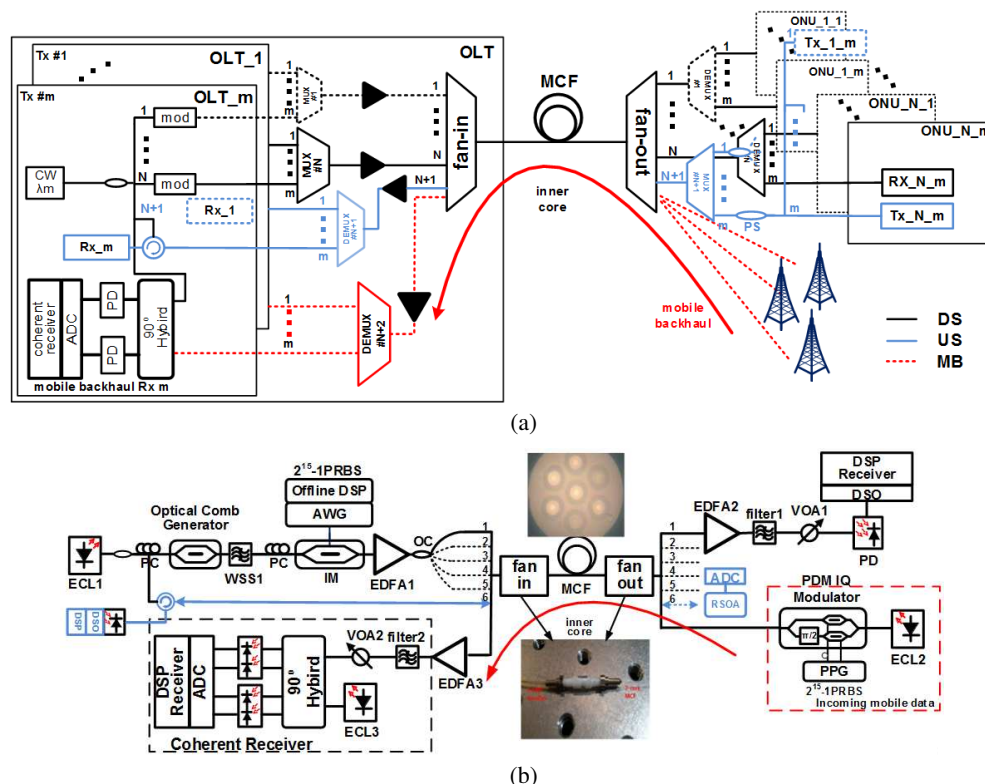 Tx #1
OLT_1
OLT
Tx #m
OLT_m
1
mod
N
mod
CW
λm
N+1
Rx_1
Rx_m
coherent
receiver
ADC
PD
PD
90°
Hybird
mobile backhaul Rx m
1
m
MUX
#1
1
m
MUX
#N
1
m
DEMUX
#N+1
1
m
DEMUX
#N+2
1
N
N+1
fan-in
MCF
inner
core
mobile
backhaul
fan-out
1
N
N+1
1
m
DEMUX
#1
1
m
DEMUX
1
m
MUX
#N+1
PS
1
m
ONU_1_1
Tx_1_m
ONU_1_m
ONU_N_1
ONU_N_m
RX_N_m
Tx_N_m
DS
US
MB
(a)
2¹⁵-1PRBS
Offline DSP
AWG
Optical Comb
Generator
ECL1
PC
WSS1
PC
IM
EDFA1
OC
1
2
3
4
5
6
fan
in
MCF
fan
out
1
2
3
4
5
6
EDFA2
filter1
VOA1
DSP
Receiver
DSO
PD
ADC
RSOA
PDM IQ
Modulator
π/2
PPG
2¹⁵-1PRBS
Incoming mobile data
ECL2
DSP
DSO
inner
core
VOA2
filter2
EDFA3
DSP
Receiver
ADC
90°
Hybird
ECL3
Coherent Receiver
MCF
(b)